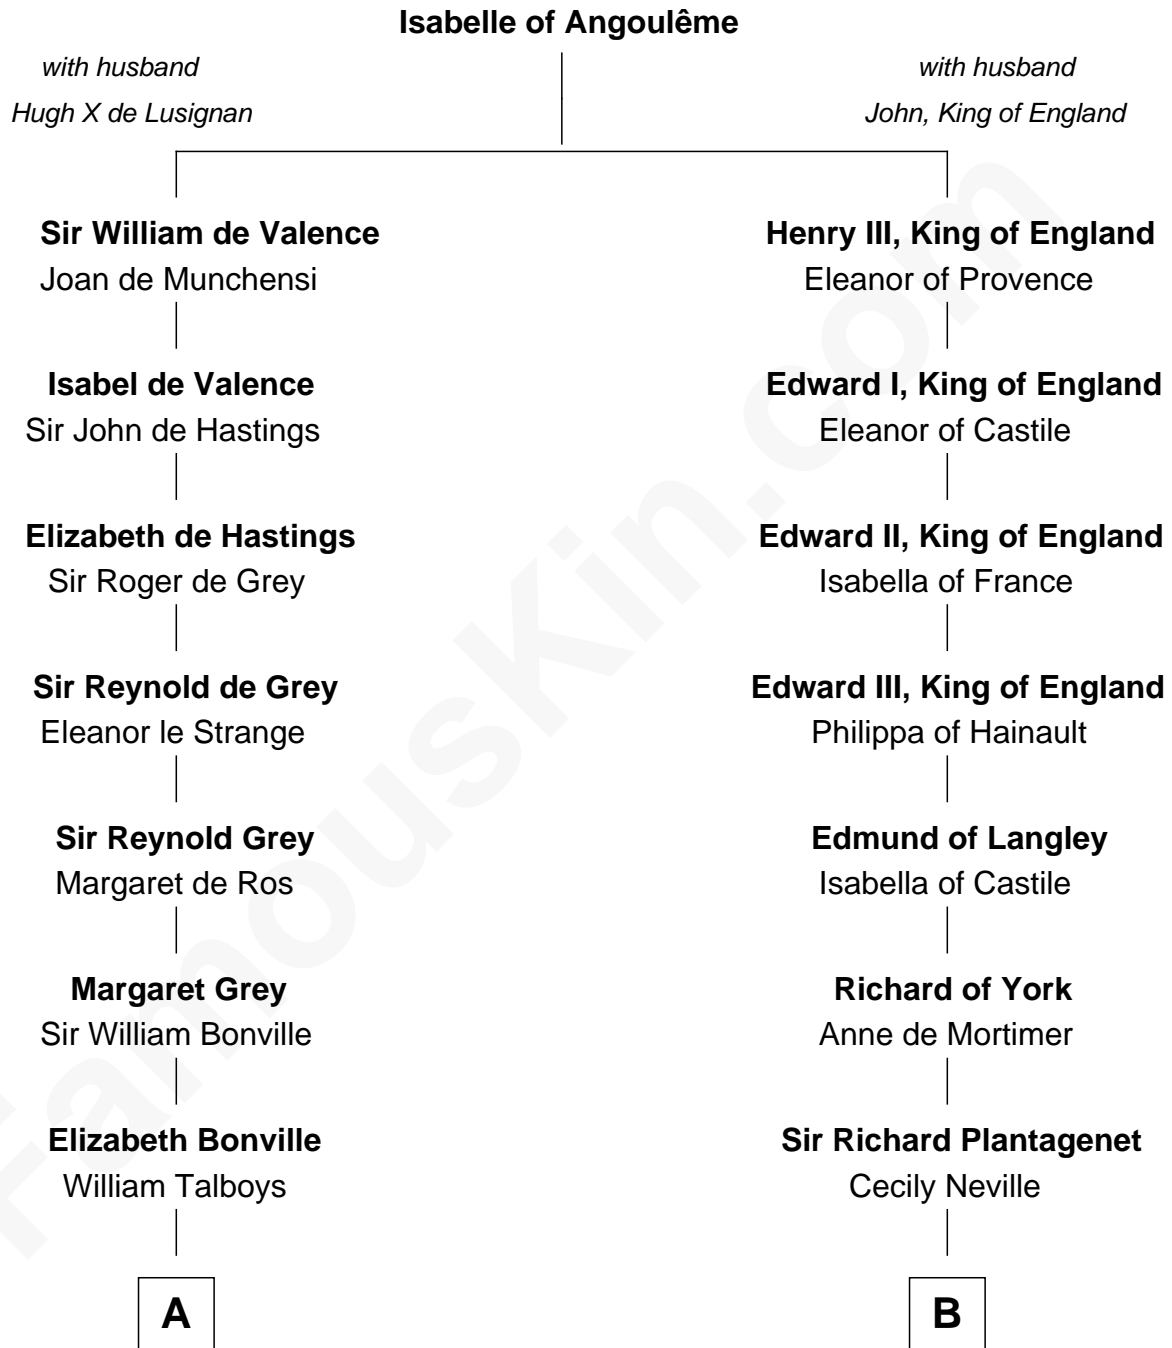 Isabelle of Angoulême
with husband
Hugh X de Lusignan
with husband
John, King of England
Sir William de Valence
Joan de Munchensi
Henry III, King of England
Eleanor of Provence
Isabel de Valence
Sir John de Hastings
Edward I, King of England
Eleanor of Castile
Elizabeth de Hastings
Sir Roger de Grey
Edward II, King of England
Isabella of France
Sir Reynold de Grey
Eleanor le Strange
Edward III, King of England
Philippa of Hainault
Sir Reynold Grey
Margaret de Ros
Edmund of Langley
Isabella of Castile
Margaret Grey
Sir William Bonville
Richard of York
Anne de Mortimer
Elizabeth Bonville
William Talboys
Sir Richard Plantagenet
Cecily Neville
A
B
FamousKin.com